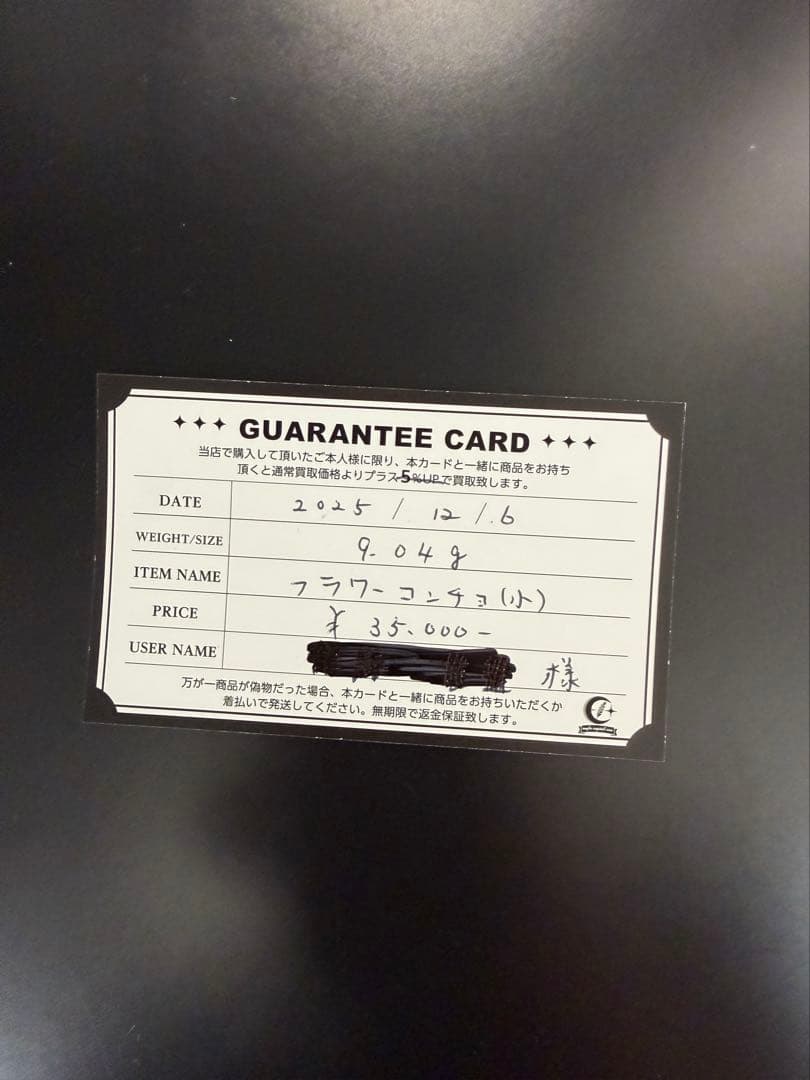 GUARANTEE CARD
当店で購入して頂いたご本人様に限り、本カードと一緒に商品をお持ち
頂くと通常買取価格よりプラス5%UPで買取致します。
DATE 2025 / 12 / 6
WEIGHT/SIZE 9.04g
ITEM NAME フラワーコンチョ(小)
PRICE ¥35.000-
USER NAME 様
万が一商品が偽物だった場合、本カードと一緒に商品をお持ちいただくか
着払いで発送してください。無期限で返金保証致します。